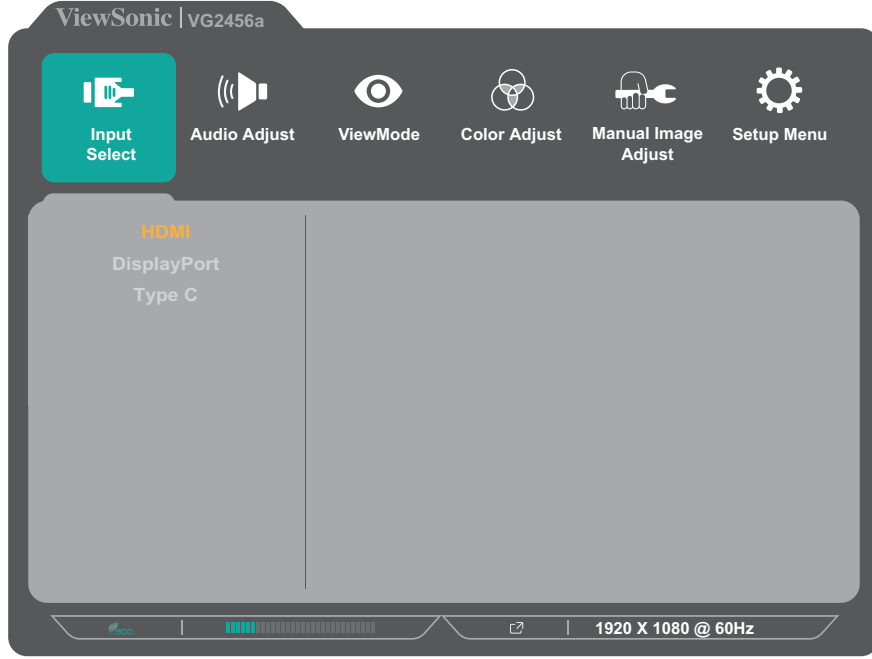 ViewSonic VG2456a
Input
Select
Audio Adjust
ViewMode
Color Adjust
Manual Image
Adjust
Setup Menu
HDMI
DisplayPort
Type C
eco
1920 X 1080 @ 60Hz